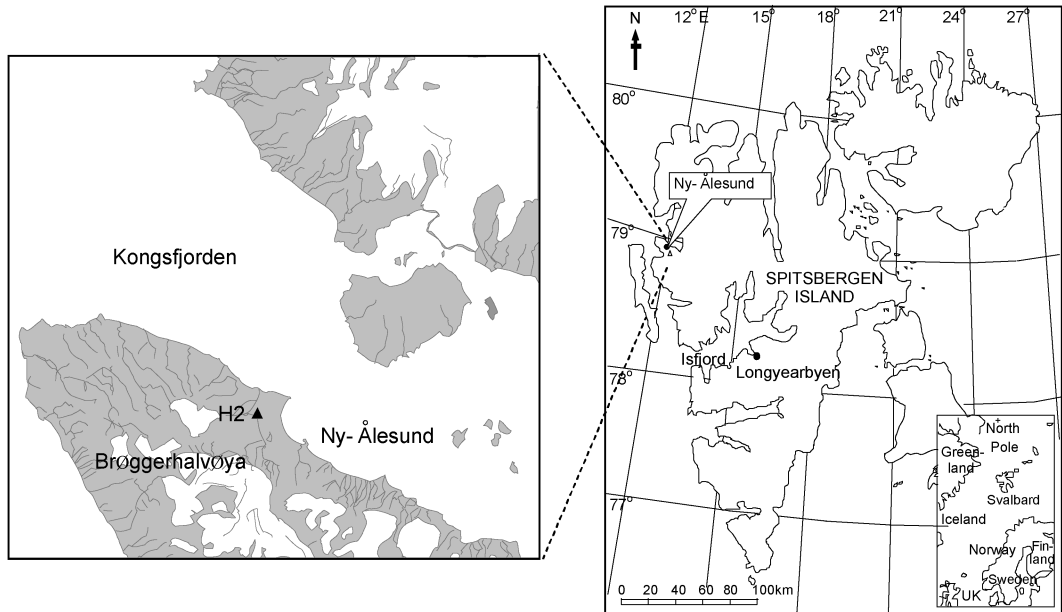 Kongsfjorden
H2
Ny- Ålesund
Brøggerhalvøya
N
12°E
15°
18°
21°
24°
27°
80°
Ny- Ålesund
79°
SPITSBERGEN
ISLAND
Isfjord
Longyearbyen
78°
77°
0 20 40 60 80 100km
North
Pole
Green-
land
Svalbard
Iceland
Norway
Fin-
land
Sweden
UK